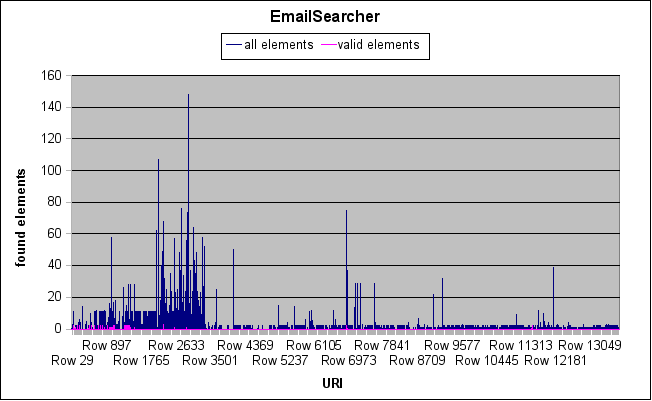 EmailSearcher
all elements valid elements
160
140
120
100
80
60
40
20
0
found elements
Row 897 Row 2633 Row 4369 Row 6105 Row 7841 Row 9577 Row 11313 Row 13049
Row 29 Row 1765 Row 3501 Row 5237 Row 6973 Row 8709 Row 10445 Row 12181
URI